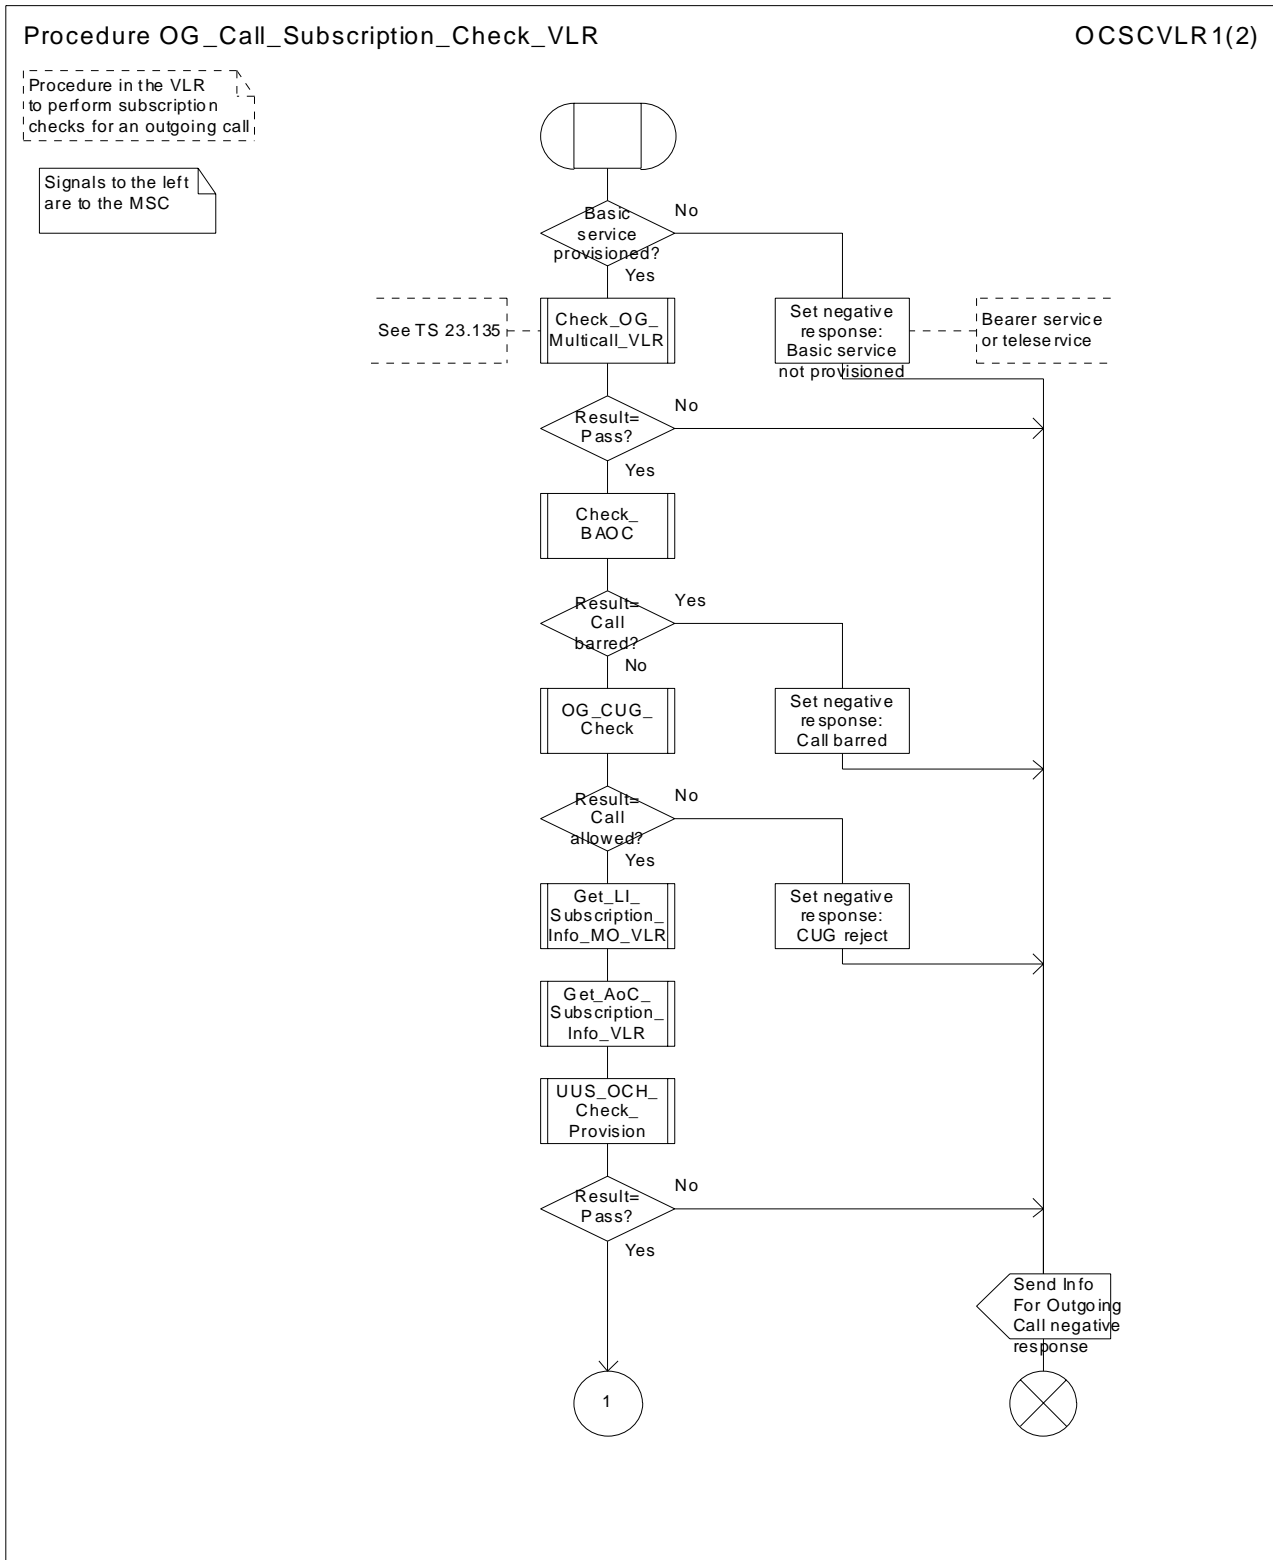 Procedure OG_Call_Subscription_Check_VLR
OCSCVLR1(2)
Procedure in the VLR
to perform subscription
checks for an outgoing call
Signals to the left
are to the MSC
Basic
service
provisioned?
No
Yes
See TS 23.135
Check_OG_
Multicall_VLR
Set negative
response:
Basic service
not provisioned
Bearer service
or teleservice
Result=
Pass?
No
Yes
Check_
BAOC
Result=
Call
barred?
Yes
No
OG_CUG_
Check
Set negative
response:
Call barred
Result=
Call
allowed?
No
Yes
Get_LI_
Subscription_
Info_MO_VLR
Set negative
response:
CUG reject
Get_AoC_
Subscription_
Info_VLR
UUS_OCH_
Check_
Provision
Result=
Pass?
No
Yes
Send Info
For Outgoing
Call negative
response
1